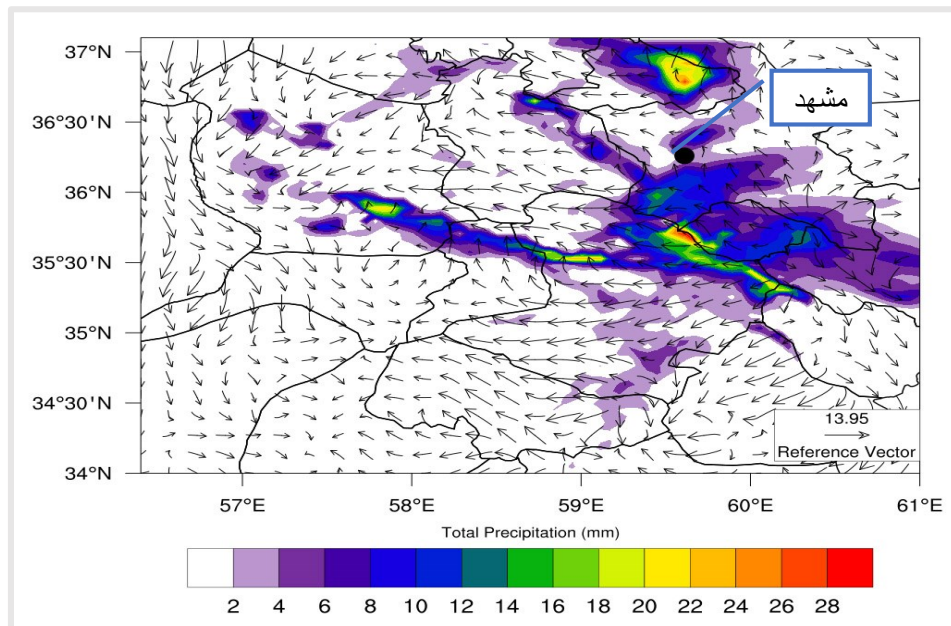 37°N
36°30'N
36°N
35°30'N
35°N
34°30'N
34°N
مشهد
13.95
Reference Vector
57°E 58°E 59°E 60°E 61°E
Total Precipitation (mm)
2 4 6 8 10 12 14 16 18 20 22 24 26 28